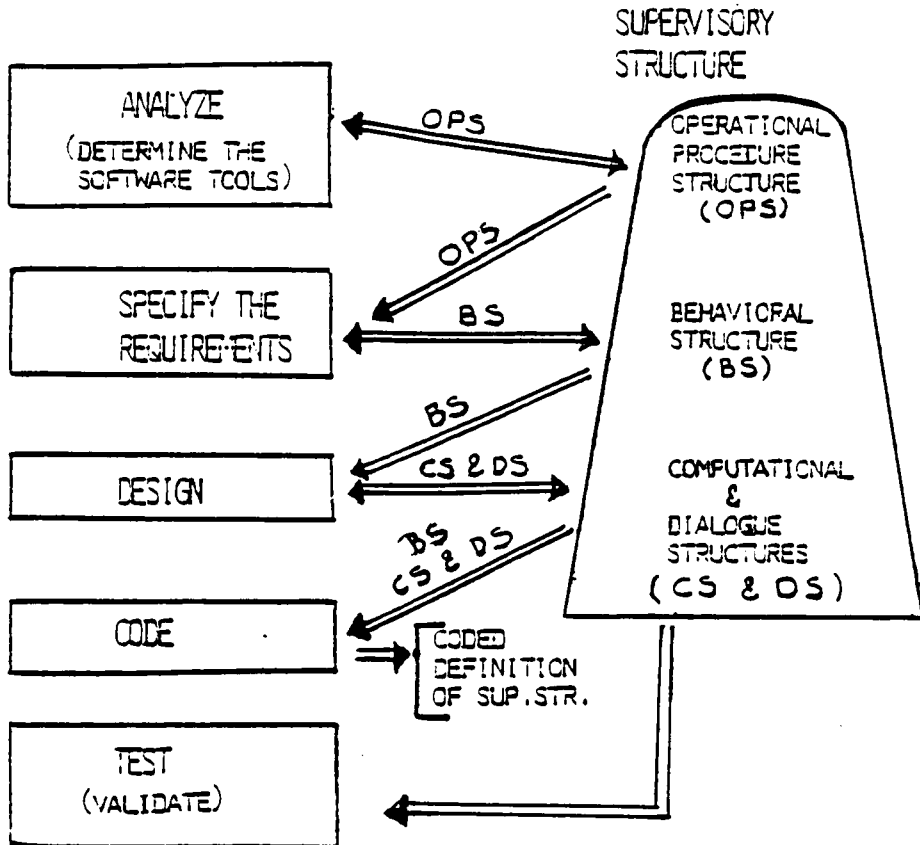 SUPERVISORY
STRUCTURE
ANALYZE
(DETERMINE THE
SOFTWARE TOOLS)
OPS
OPERATIONAL
PROCEDURE
STRUCTURE
(OPS)
OPS
SPECIFY THE
REQUIREMENTS
BS
BEHAVIORAL
STRUCTURE
(BS)
BS
DESIGN
CS & DS
COMPUTATIONAL
&
DIALOGUE
STRUCTURES
(CS & DS)
BS
CS & DS
CODE
CODED
DEFINITION
OF SUP.STR.
TEST
(VALIDATE)